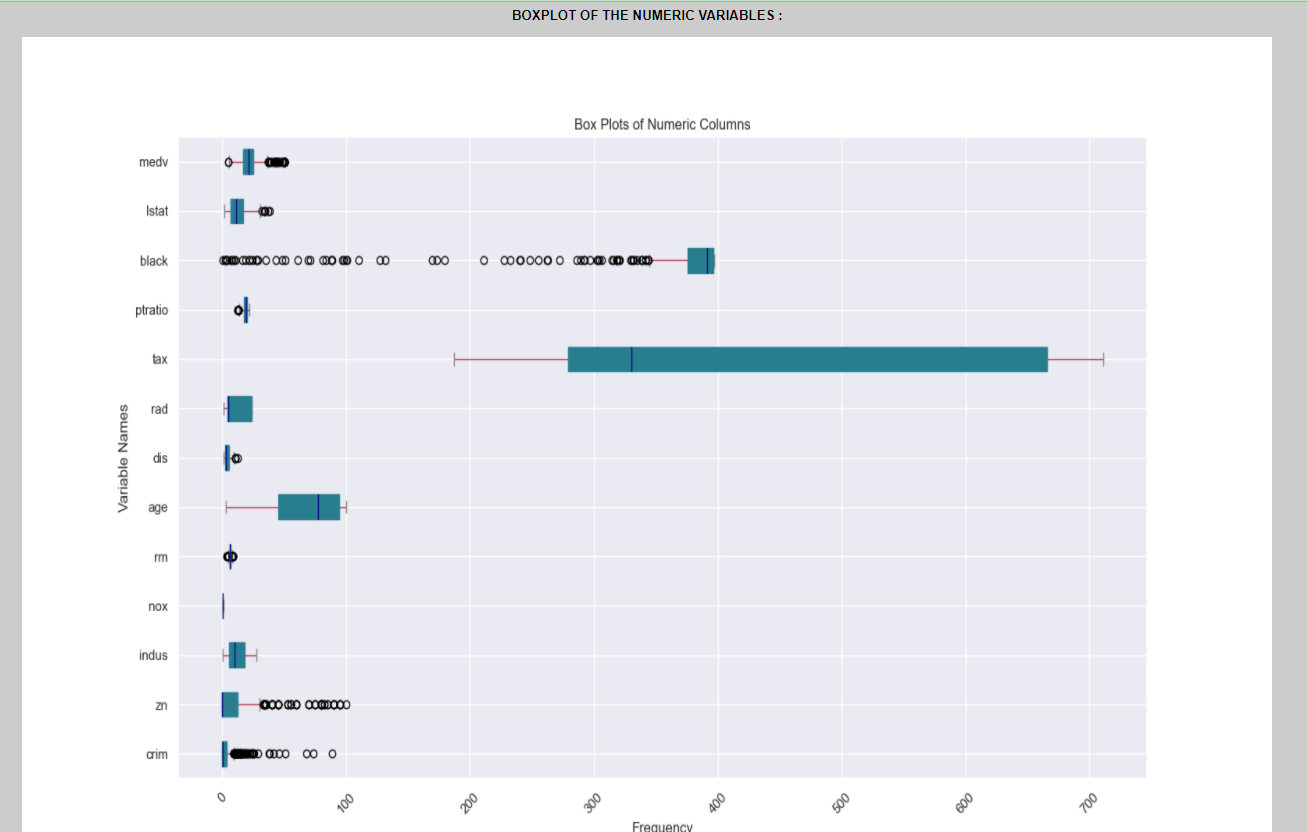 BOXPLOT OF THE NUMERIC VARIABLES :
Box Plots of Numeric Columns
Variable Names
medv
lstat
black
ptratio
tax
rad
dis
age
rm
nox
indus
zn
crim
0 100 200 300 400 500 600 700
Frequency